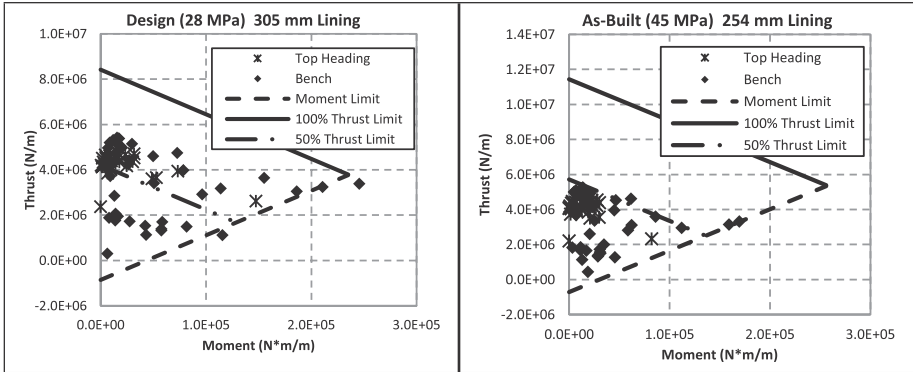 Design (28 MPa) 305 mm Lining
1.0E+07
8.0E+06
6.0E+06
4.0E+06
2.0E+06
0.0E+00
-2.0E+06
Thrust (N/m)
Top Heading
Bench
Moment Limit
100% Thrust Limit
50% Thrust Limit
0.0E+00 1.0E+05 2.0E+05 3.0E+05
Moment (N*m/m)
As-Built (45 MPa) 254 mm Lining
1.4E+07
1.2E+07
1.0E+07
8.0E+06
6.0E+06
4.0E+06
2.0E+06
0.0E+00
-2.0E+06
Thrust (N/m)
Top Heading
Bench
Moment Limit
100% Thrust Limit
50% Thrust Limit
0.0E+00 1.0E+05 2.0E+05 3.0E+05
Moment (N*m/m)